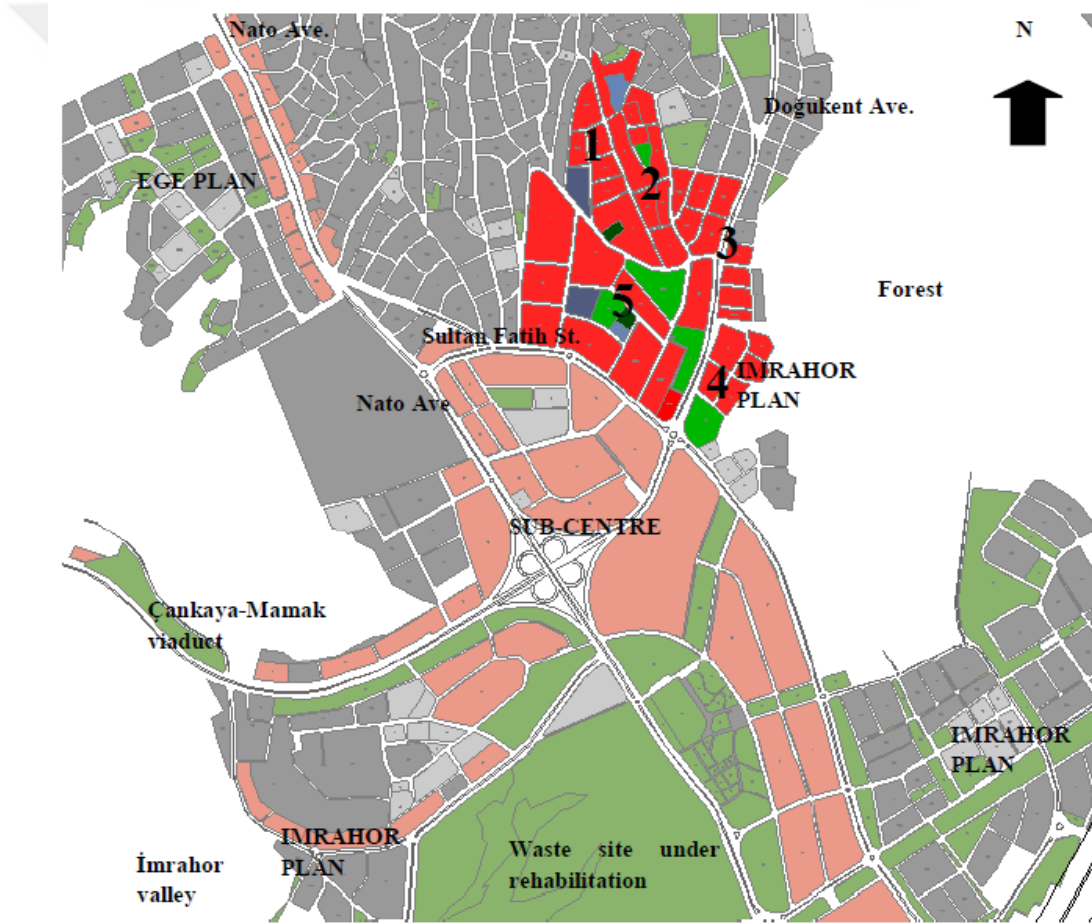 Nato Ave.
N
Doğukent Ave.
1
EGE PLAN
2
3
Forest
5
Sultan Fatih St.
4
IMRAHOR
PLAN
Nato Ave
SUB-CENTRE
Çankaya-Mamak
viaduct
IMRAHOR
PLAN
IMRAHOR
PLAN
İmrahor
valley
Waste site under
rehabilitation